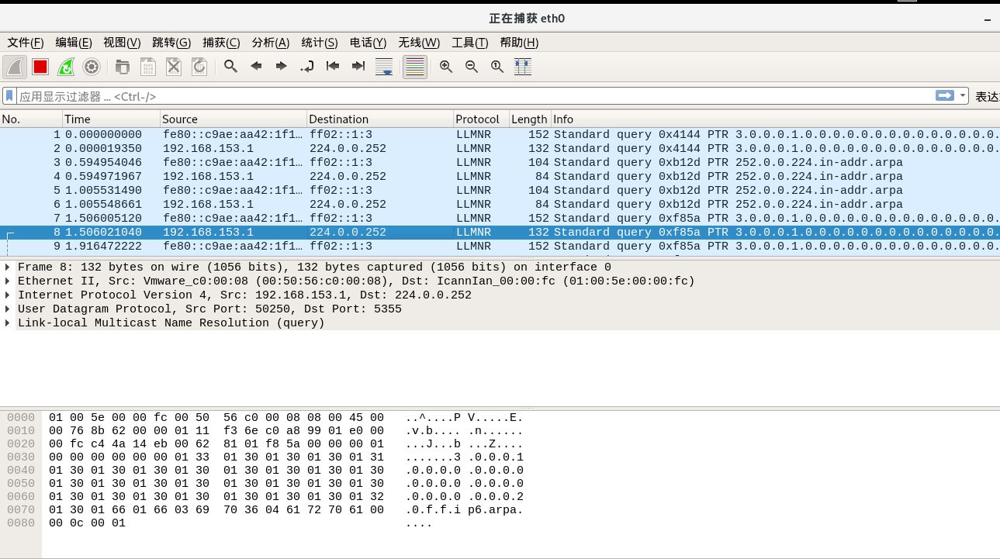 正在捕获 eth0
文件(F) 编辑(E) 视图(V) 跳转(G) 捕获(C) 分析(A) 统计(S) 电话(Y) 无线(W) 工具(T) 帮助(H)
应用显示过滤器 … <Ctrl-/> 表达
No. Time Source Destination Protocol Length Info
1 0.000000000 fe80::c9ae:aa42:1f1… ff02::1:3 LLMNR 152 Standard query 0x4144 PTR 3.0.0.0.1.0.0.0.0.0.0.0.0.0.0.0.0.0.0.
2 0.000019350 192.168.153.1 224.0.0.252 LLMNR 132 Standard query 0x4144 PTR 3.0.0.0.1.0.0.0.0.0.0.0.0.0.0.0.0.0.0.
3 0.594954046 fe80::c9ae:aa42:1f1… ff02::1:3 LLMNR 104 Standard query 0xb12d PTR 252.0.0.224.in-addr.arpa
4 0.594971967 192.168.153.1 224.0.0.252 LLMNR 84 Standard query 0xb12d PTR 252.0.0.224.in-addr.arpa
5 1.005531490 fe80::c9ae:aa42:1f1… ff02::1:3 LLMNR 104 Standard query 0xb12d PTR 252.0.0.224.in-addr.arpa
6 1.005548661 192.168.153.1 224.0.0.252 LLMNR 84 Standard query 0xb12d PTR 252.0.0.224.in-addr.arpa
7 1.506005120 fe80::c9ae:aa42:1f1… ff02::1:3 LLMNR 152 Standard query 0xf85a PTR 3.0.0.0.1.0.0.0.0.0.0.0.0.0.0.0.0.0.0.
8 1.506021040 192.168.153.1 224.0.0.252 LLMNR 132 Standard query 0xf85a PTR 3.0.0.0.1.0.0.0.0.0.0.0.0.0.0.0.0.0.0.
9 1.916472222 fe80::c9ae:aa42:1f1… ff02::1:3 LLMNR 152 Standard query 0xf85a PTR 3.0.0.0.1.0.0.0.0.0.0.0.0.0.0.0.0.0.0.
Frame 8: 132 bytes on wire (1056 bits), 132 bytes captured (1056 bits) on interface 0
Ethernet II, Src: Vmware_c0:00:08 (00:50:56:c0:00:08), Dst: IcannIan_00:00:fc (01:00:5e:00:00:fc)
Internet Protocol Version 4, Src: 192.168.153.1, Dst: 224.0.0.252
User Datagram Protocol, Src Port: 50250, Dst Port: 5355
Link-local Multicast Name Resolution (query)
0000 01 00 5e 00 00 fc 00 50 56 c0 00 08 08 00 45 00 ..^....P V.....E.
0010 00 76 8b 62 00 00 01 11 f3 6e c0 a8 99 01 e0 00 .v.b.... .n......
0020 00 fc c4 4a 14 eb 00 62 81 01 f8 5a 00 00 00 01 ...J...b ...Z....
0030 00 00 00 00 00 00 01 33 01 30 01 30 01 30 01 31 .......3 .0.0.0.1
0040 01 30 01 30 01 30 01 30 01 30 01 30 01 30 01 30 .0.0.0.0 .0.0.0.0
0050 01 30 01 30 01 30 01 30 01 30 01 30 01 30 01 30 .0.0.0.0 .0.0.0.0
0060 01 30 01 30 01 30 01 30 01 30 01 30 01 30 01 32 .0.0.0.0 .0.0.0.2
0070 01 30 01 66 01 66 03 69 70 36 04 61 72 70 61 00 .0.f.f.i p6.arpa.
0080 00 0c 00 01 ....